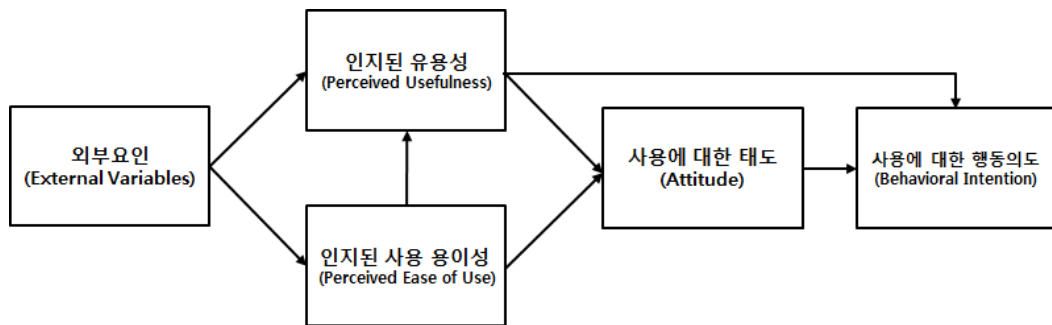 인지된 유용성
(Perceived Usefulness)
외부요인
(External Variables)
사용에 대한 태도
(Attitude)
사용에 대한 행동의도
(Behavioral Intention)
인지된 사용 용이성
(Perceived Ease of Use)